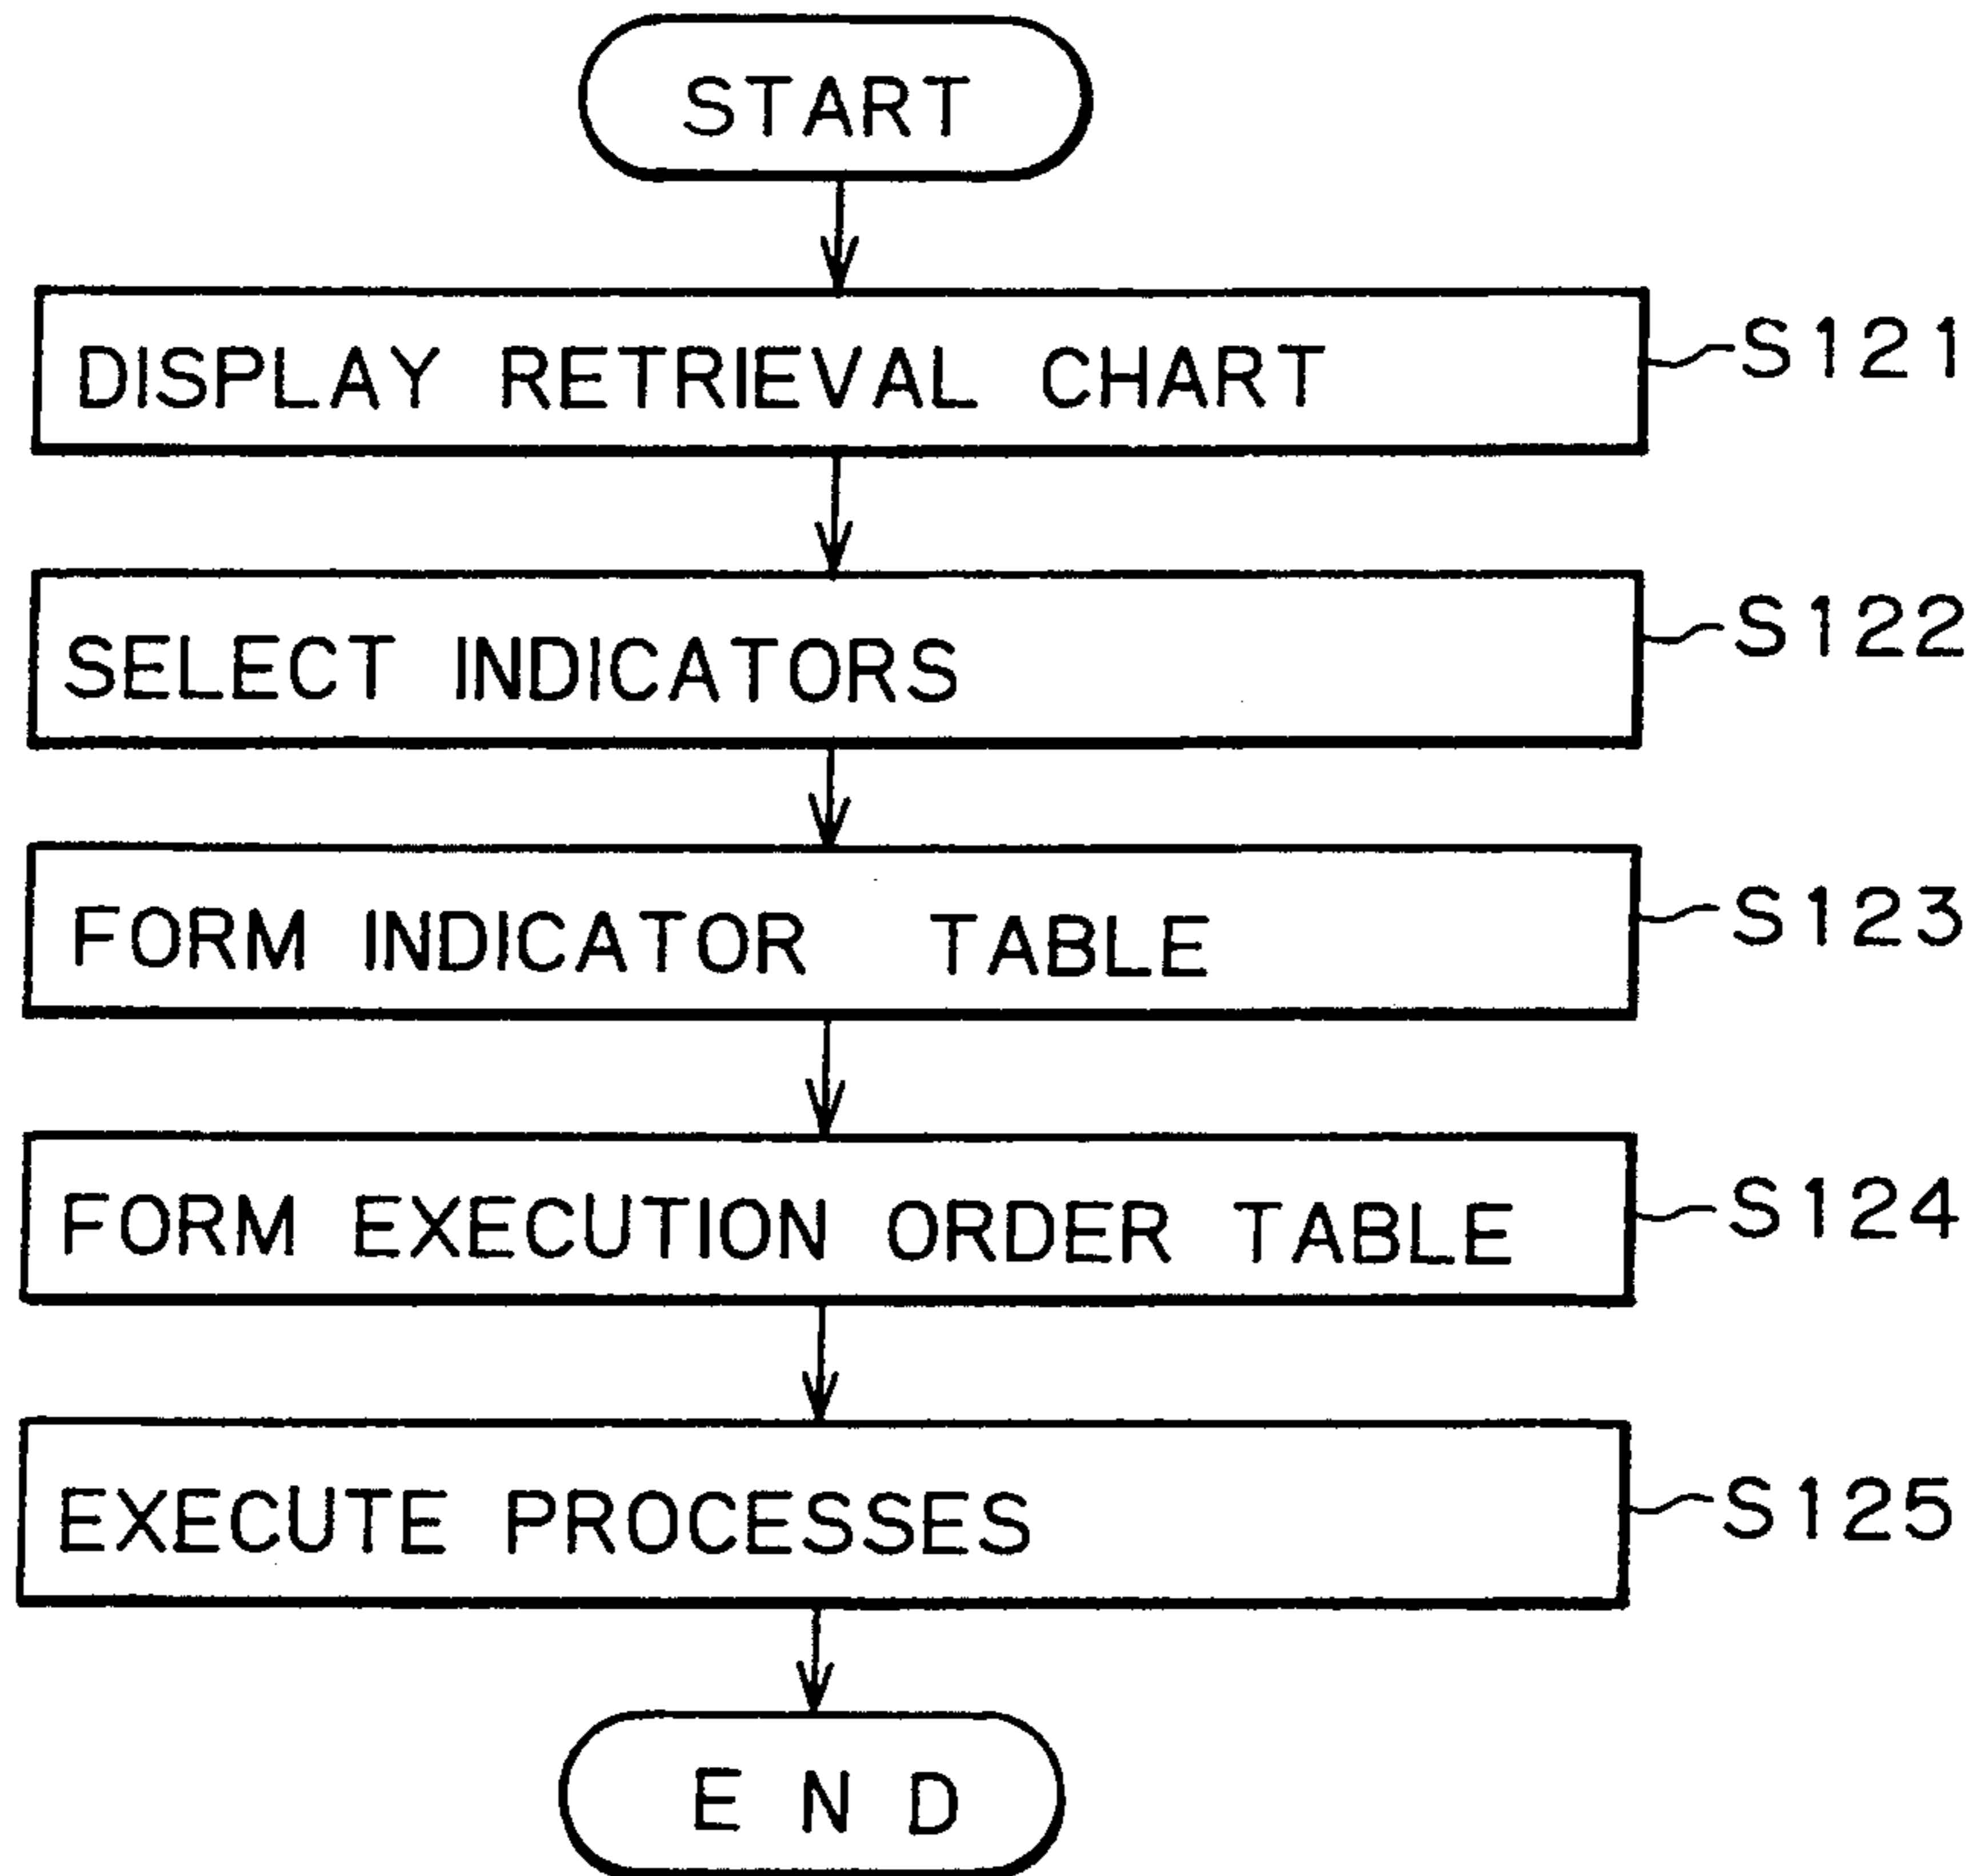 START
DISPLAY RETRIEVAL CHART S121
SELECT INDICATORS S122
FORM INDICATOR TABLE S123
FORM EXECUTION ORDER TABLE S124
EXECUTE PROCESSES S125
END